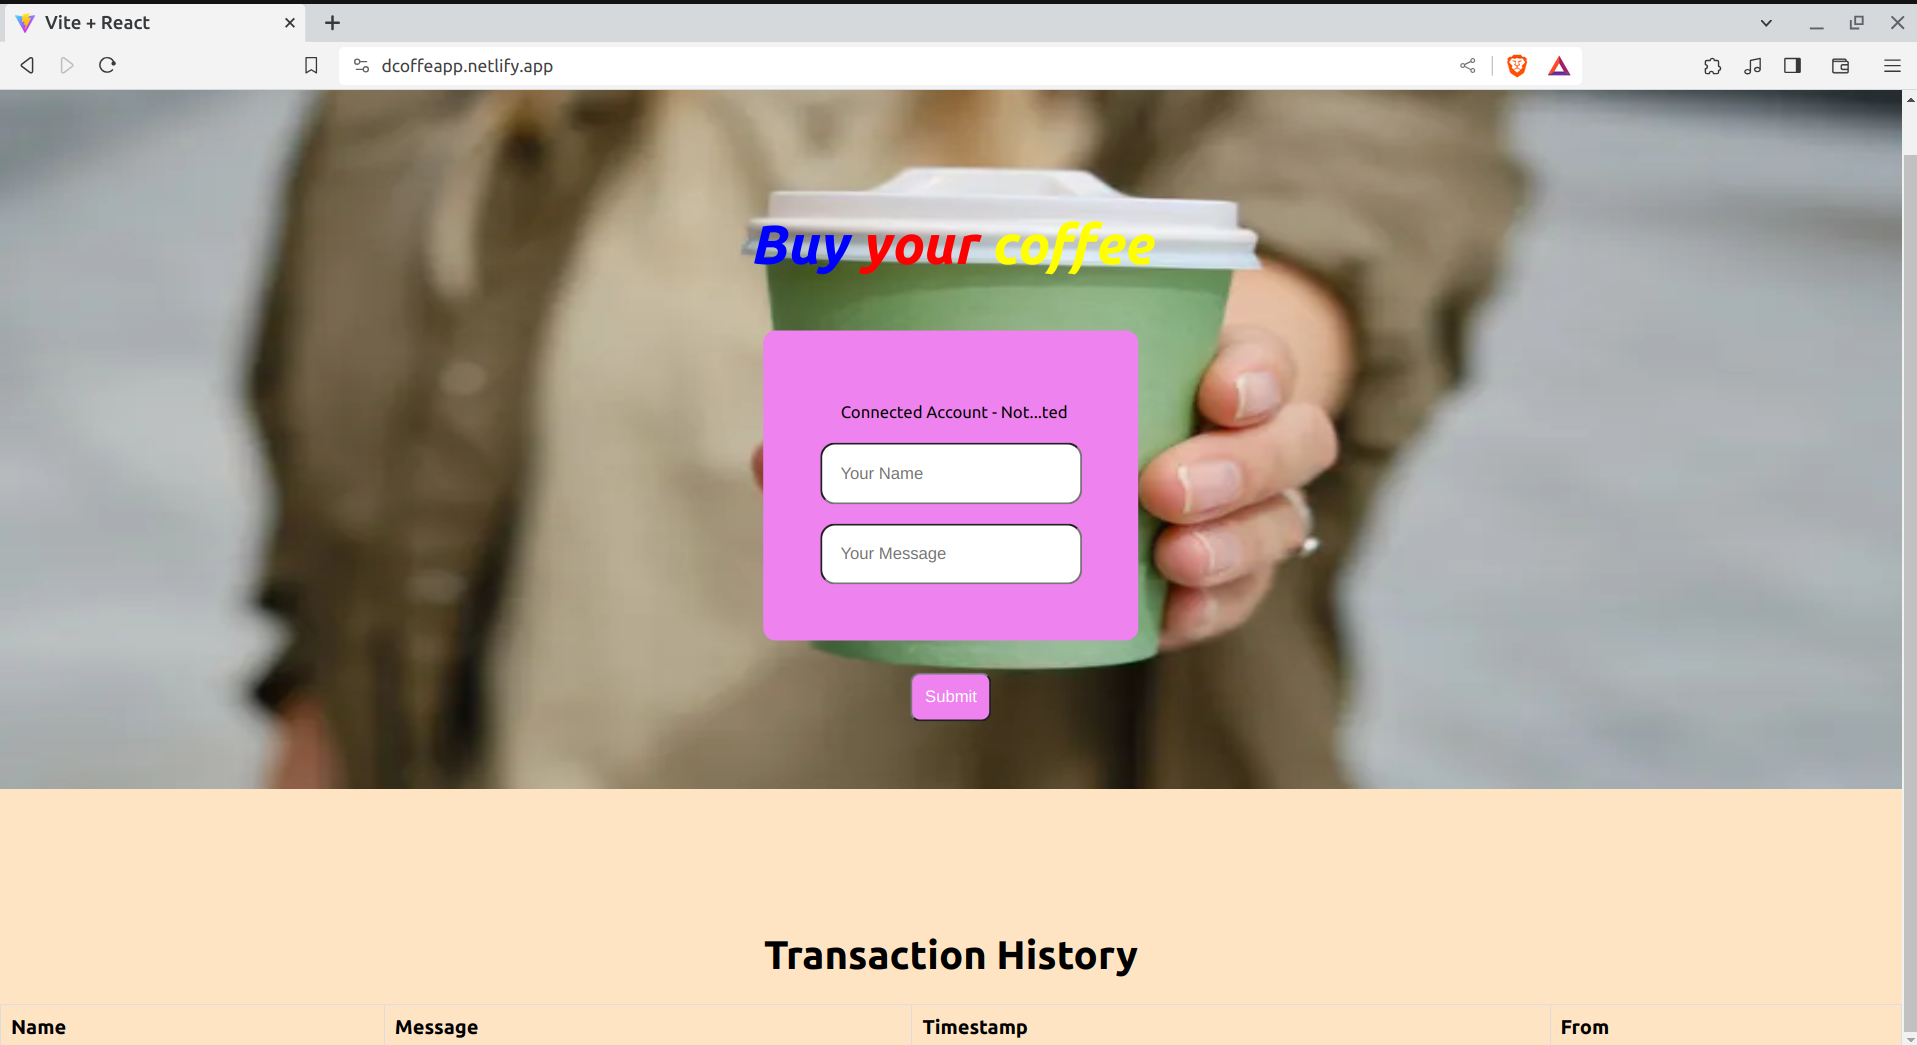 Vite + React
dcoffeapp.netlify.app
Buy your coffee
Connected Account - Not...ted
Your Name
Your Message
Submit
Transaction History
Name Message Timestamp From